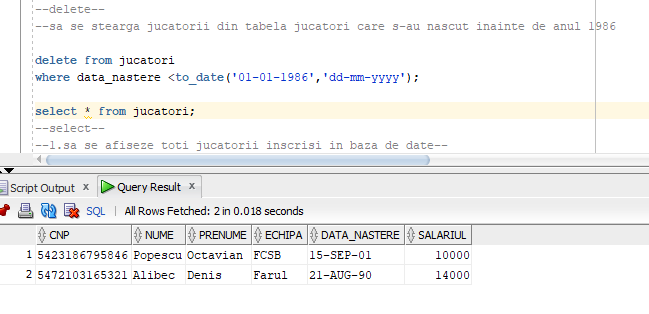 --delete--
--sa se stearga jucatorii din tabela jucatori care s-au nascut inainte de anul 1986
delete from jucatori
where data_nastere <to_date('01-01-1986','dd-mm-yyyy');
select * from jucatori;
--select--
--1.sa se afiseze toti jucatorii inscrisi in baza de date--
Script Output x Query Result x
SQL | All Rows Fetched: 2 in 0.018 seconds
CNP NUME PRENUME ECHIPA DATA_NASTERE SALARIUL
1 5423186795846 Popescu Octavian FCSB 15-SEP-01 10000
2 5472103165321 Alibec Denis Farul 21-AUG-90 14000